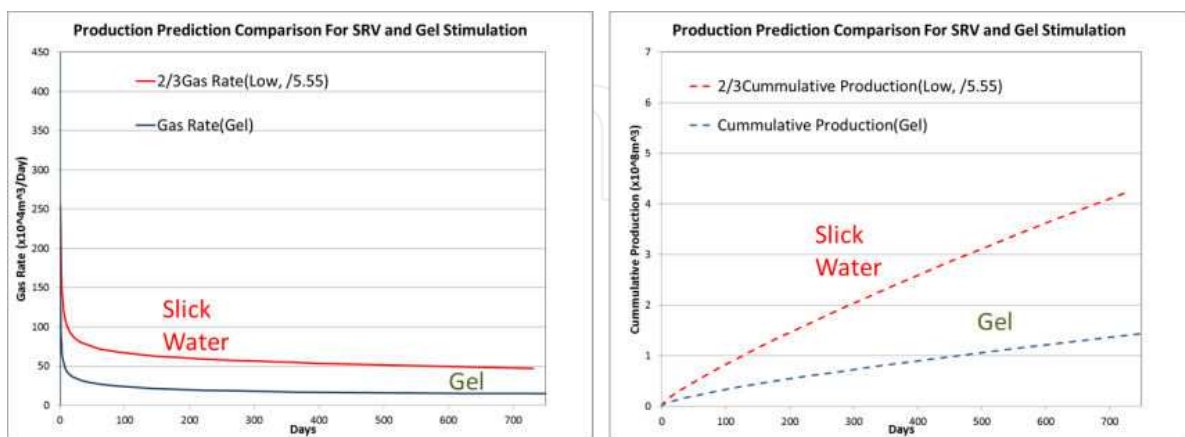 Production Prediction Comparison For SRV and Gel Stimulation
450
400
350
300
250
200
150
100
50
0
Gas Rate (x10^4m^3/Day)
2/3Gas Rate(Low, /5.55)
Gas Rate(Gel)
Slick
Water
Gel
0 100 200 300 400 500 600 700
Days
Production Prediction Comparison For SRV and Gel Stimulation
7
6
5
4
3
2
1
0
Cummulative Production (x10^8m^3)
2/3Cummulative Production(Low, /5.55)
Cummulative Production(Gel)
Slick
Water
Gel
0 100 200 300 400 500 600 700
Days